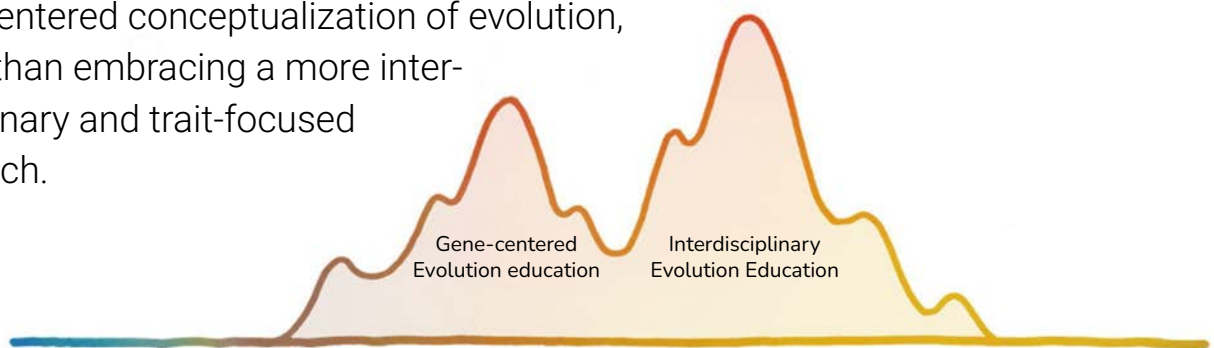 entered conceptualization of evolution,
than embracing a more inter-
nary and trait-focused
ch.
Gene-centered
Evolution education
Interdisciplinary
Evolution Education